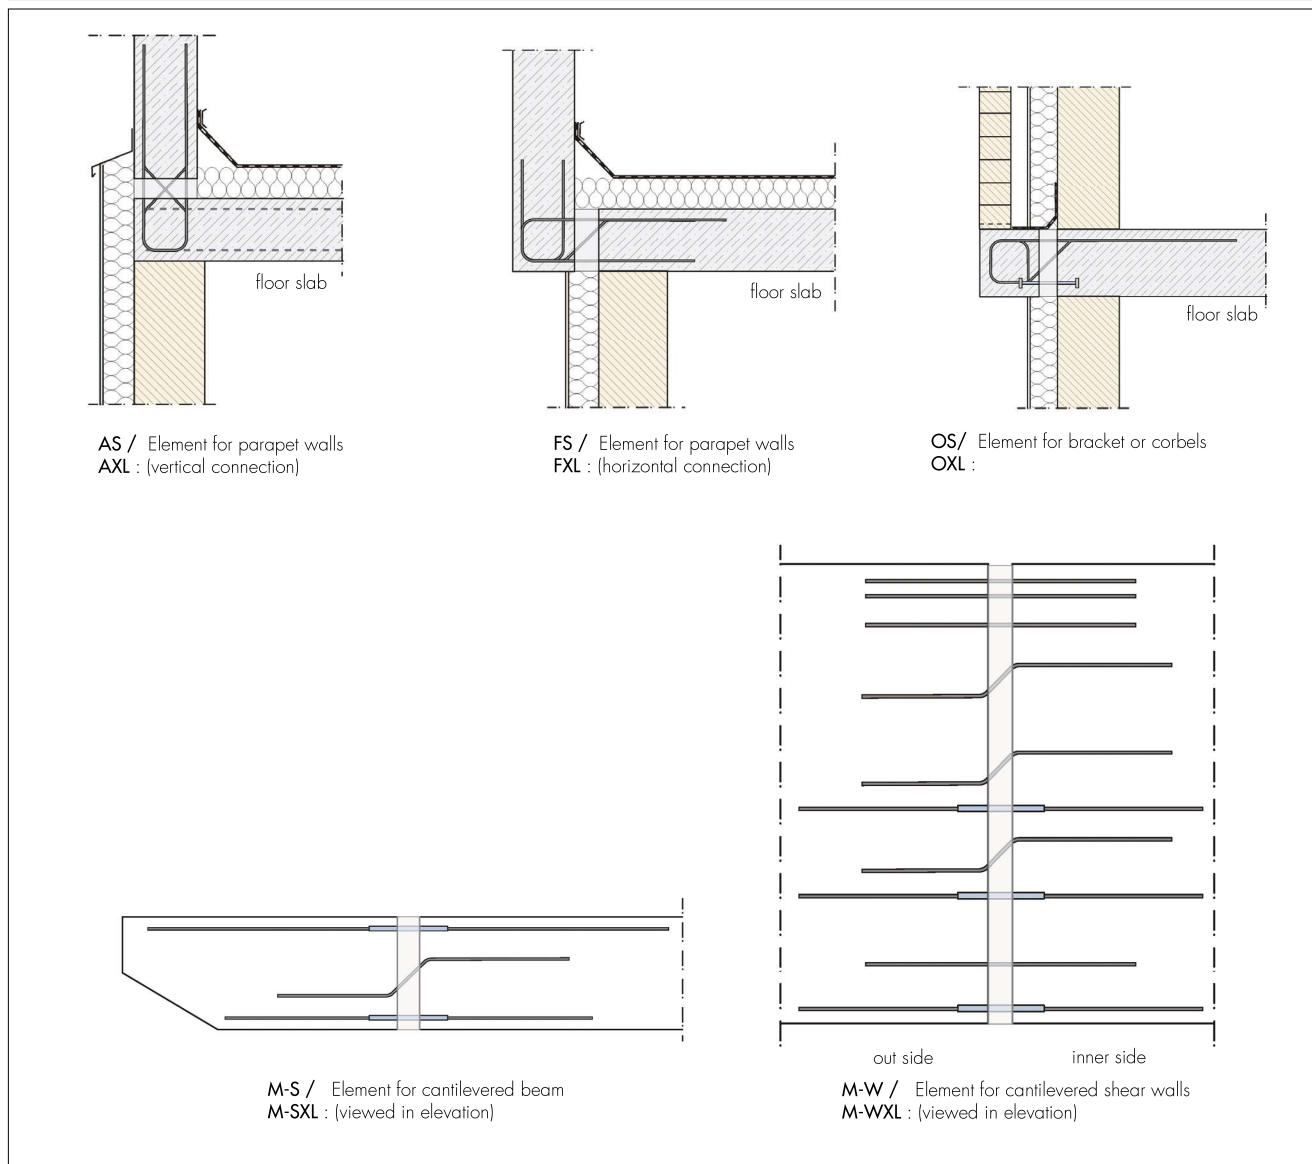 floor slab
AS / Element for parapet walls
AXL : (vertical connection)
floor slab
FS / Element for parapet walls
FXL : (horizontal connection)
floor slab
OS/ Element for bracket or corbels
OXL :
M-S / Element for cantilevered beam
M-SXL : (viewed in elevation)
out side inner side
M-W / Element for cantilevered shear walls
M-WXL : (viewed in elevation)